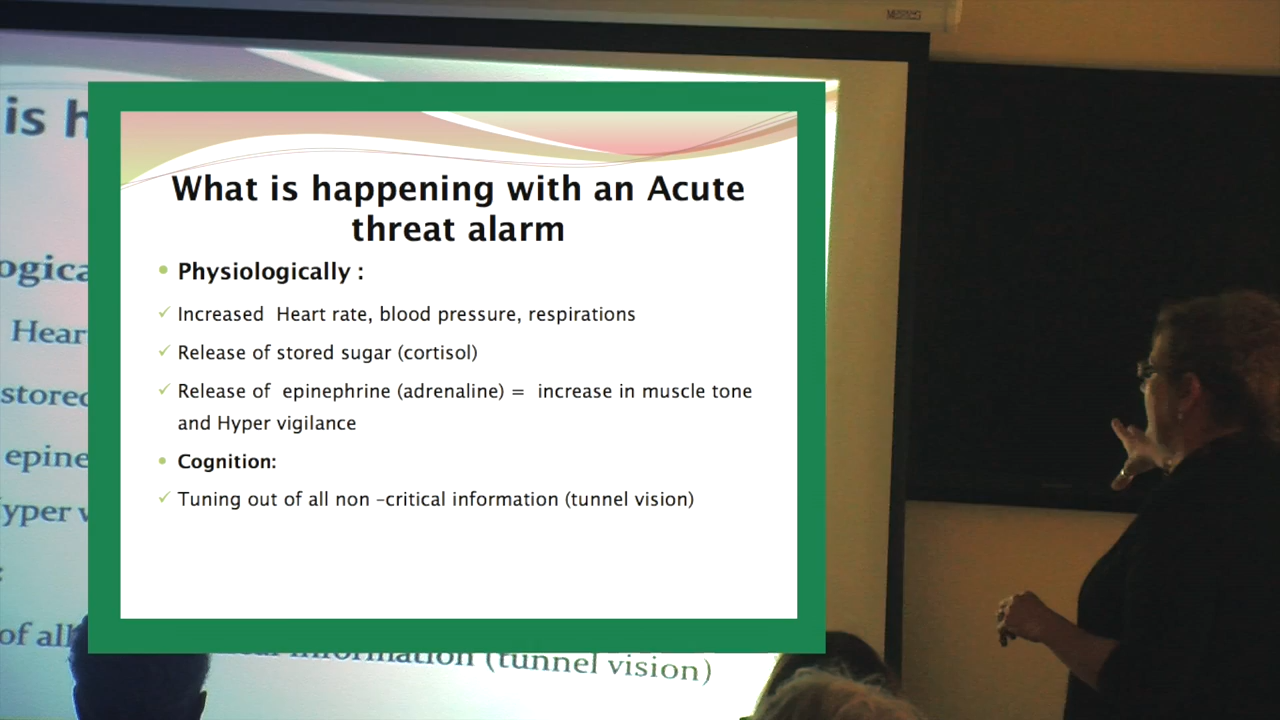 is h
What is happening with an Acute
threat alarm
ogica
• Physiologically :
Hear
✓ Increased Heart rate, blood pressure, respirations
✓ Release of stored sugar (cortisol)
stored
✓ Release of epinephrine (adrenaline) = increase in muscle tone
and Hyper vigilance
epine
• Cognition:
yper v
✓ Tuning out of all non –critical information (tunnel vision)
of all
information (tunnel vision)